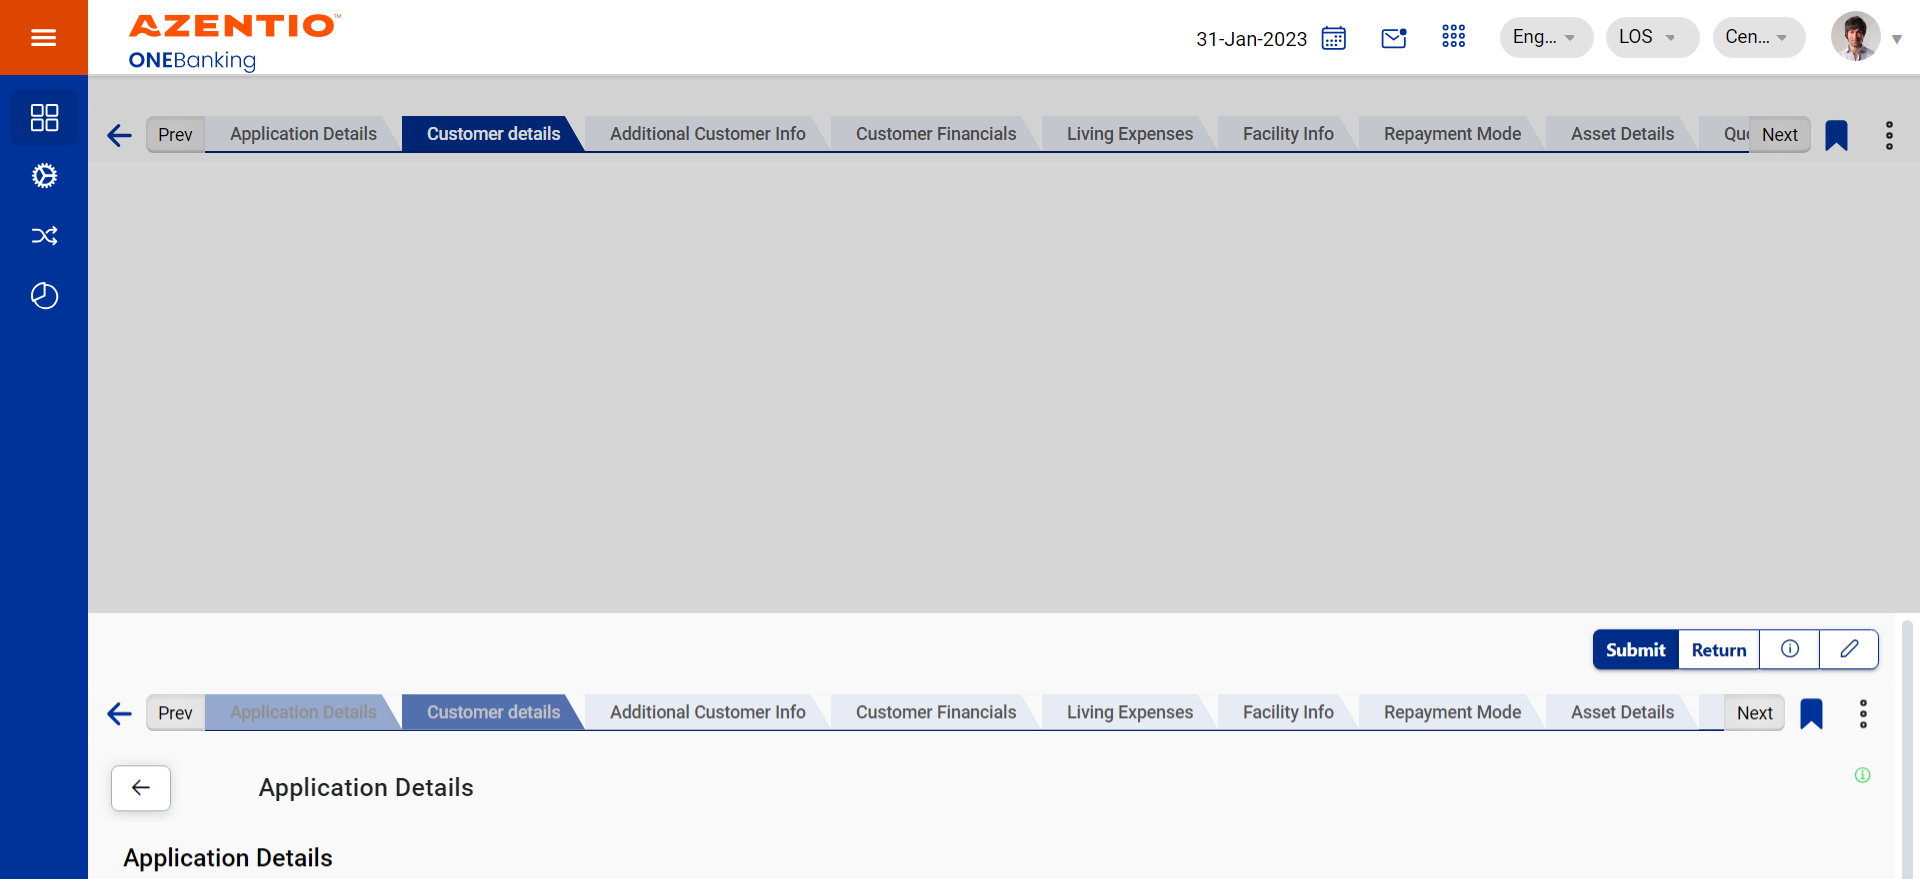 AZENTIO™
ONEBanking
31-Jan-2023
Eng...
LOS
Cen...
Prev
Application Details
Customer details
Additional Customer Info
Customer Financials
Living Expenses
Facility Info
Repayment Mode
Asset Details
Quo
Next
Submit
Return
Prev
Application Details
Customer details
Additional Customer Info
Customer Financials
Living Expenses
Facility Info
Repayment Mode
Asset Details
Next
Application Details
Application Details